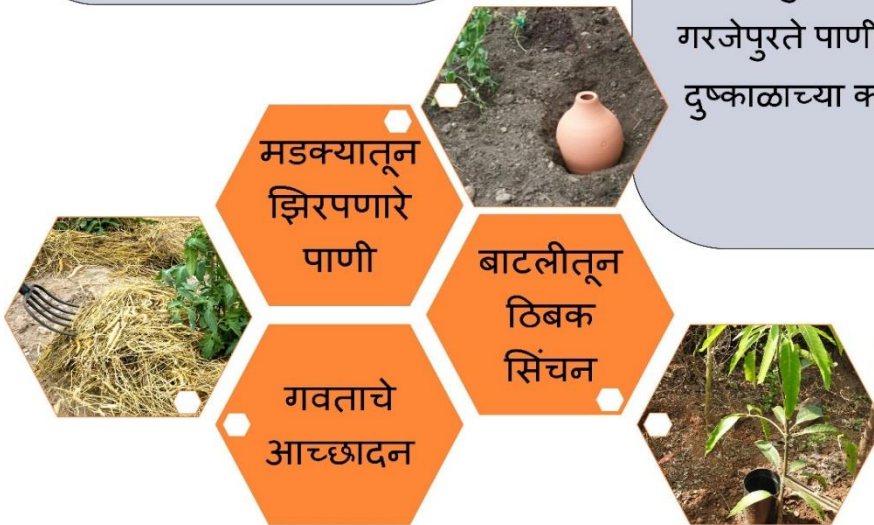 गरजेपुरते पाणी
दुष्काळाच्या
मडक्यातून
झिरपणारे
पाणी
बाटलीतून
ठिबक
सिंचन
गवताचे
आच्छादन